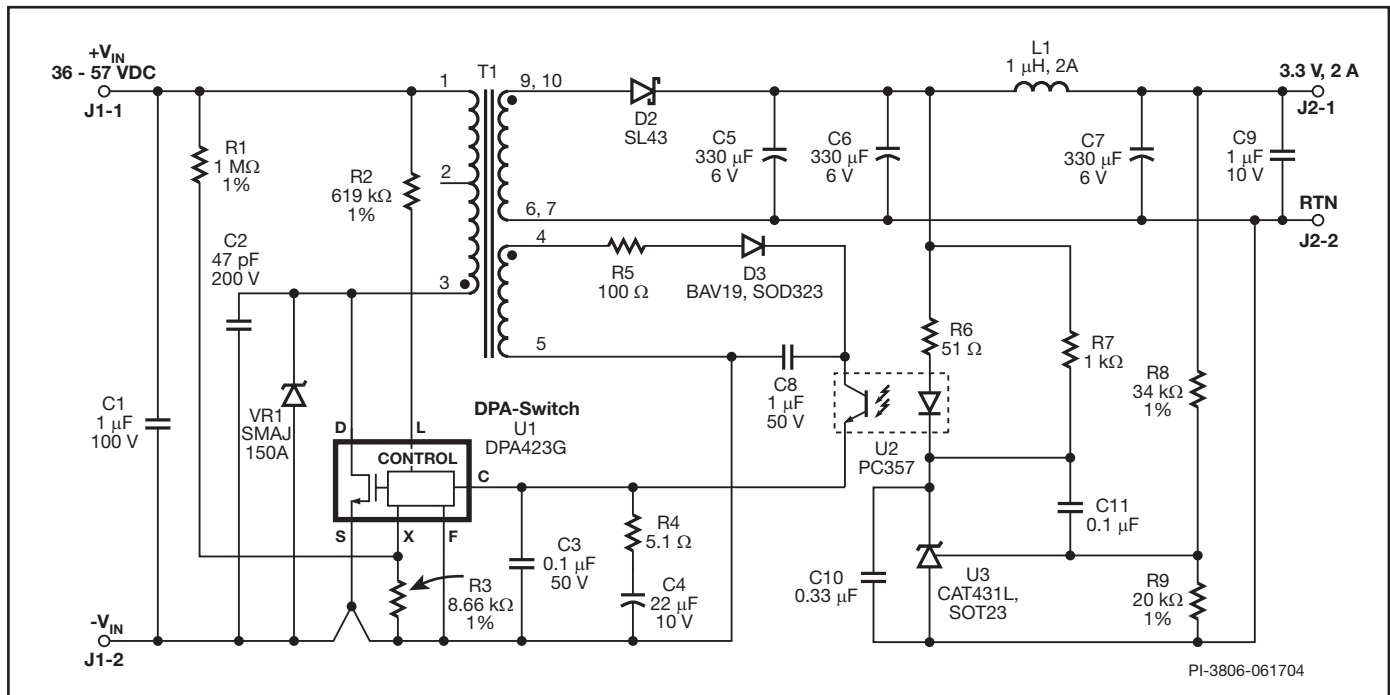 +VIN
36 - 57 VDC
J1-1
R1
1 MΩ
1%
R2
619 kΩ
1%
1
T1
2
3
9, 10
6, 7
4
5
D2
SL43
C5
330 µF
6 V
C6
330 µF
6 V
L1
1 µH, 2A
C7
330 µF
6 V
C9
1 µF
10 V
3.3 V, 2 A
J2-1
RTN
J2-2
C2
47 pF
200 V
R5
100 Ω
D3
BAV19, SOD323
R6
51 Ω
R7
1 kΩ
R8
34 kΩ
1%
C1
1 µF
100 V
VR1
SMAJ
150A
DPA-Switch
U1
DPA423G
D
L
CONTROL
C
S
X
F
C8
1 µF
50 V
U2
PC357
R3
8.66 kΩ
1%
C3
0.1 µF
50 V
R4
5.1 Ω
C4
22 µF
10 V
C11
0.1 µF
C10
0.33 µF
U3
CAT431L,
SOT23
R9
20 kΩ
1%
-VIN
J1-2
PI-3806-061704